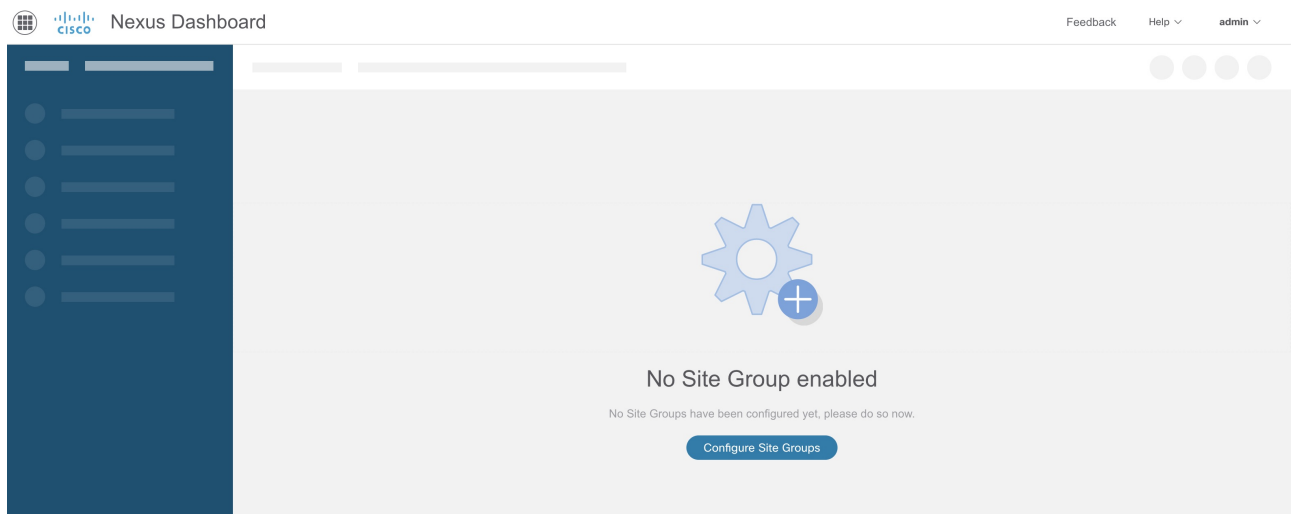 CISCO Nexus Dashboard Feedback Help admin
No Site Group enabled
No Site Groups have been configured yet, please do so now.
Configure Site Groups